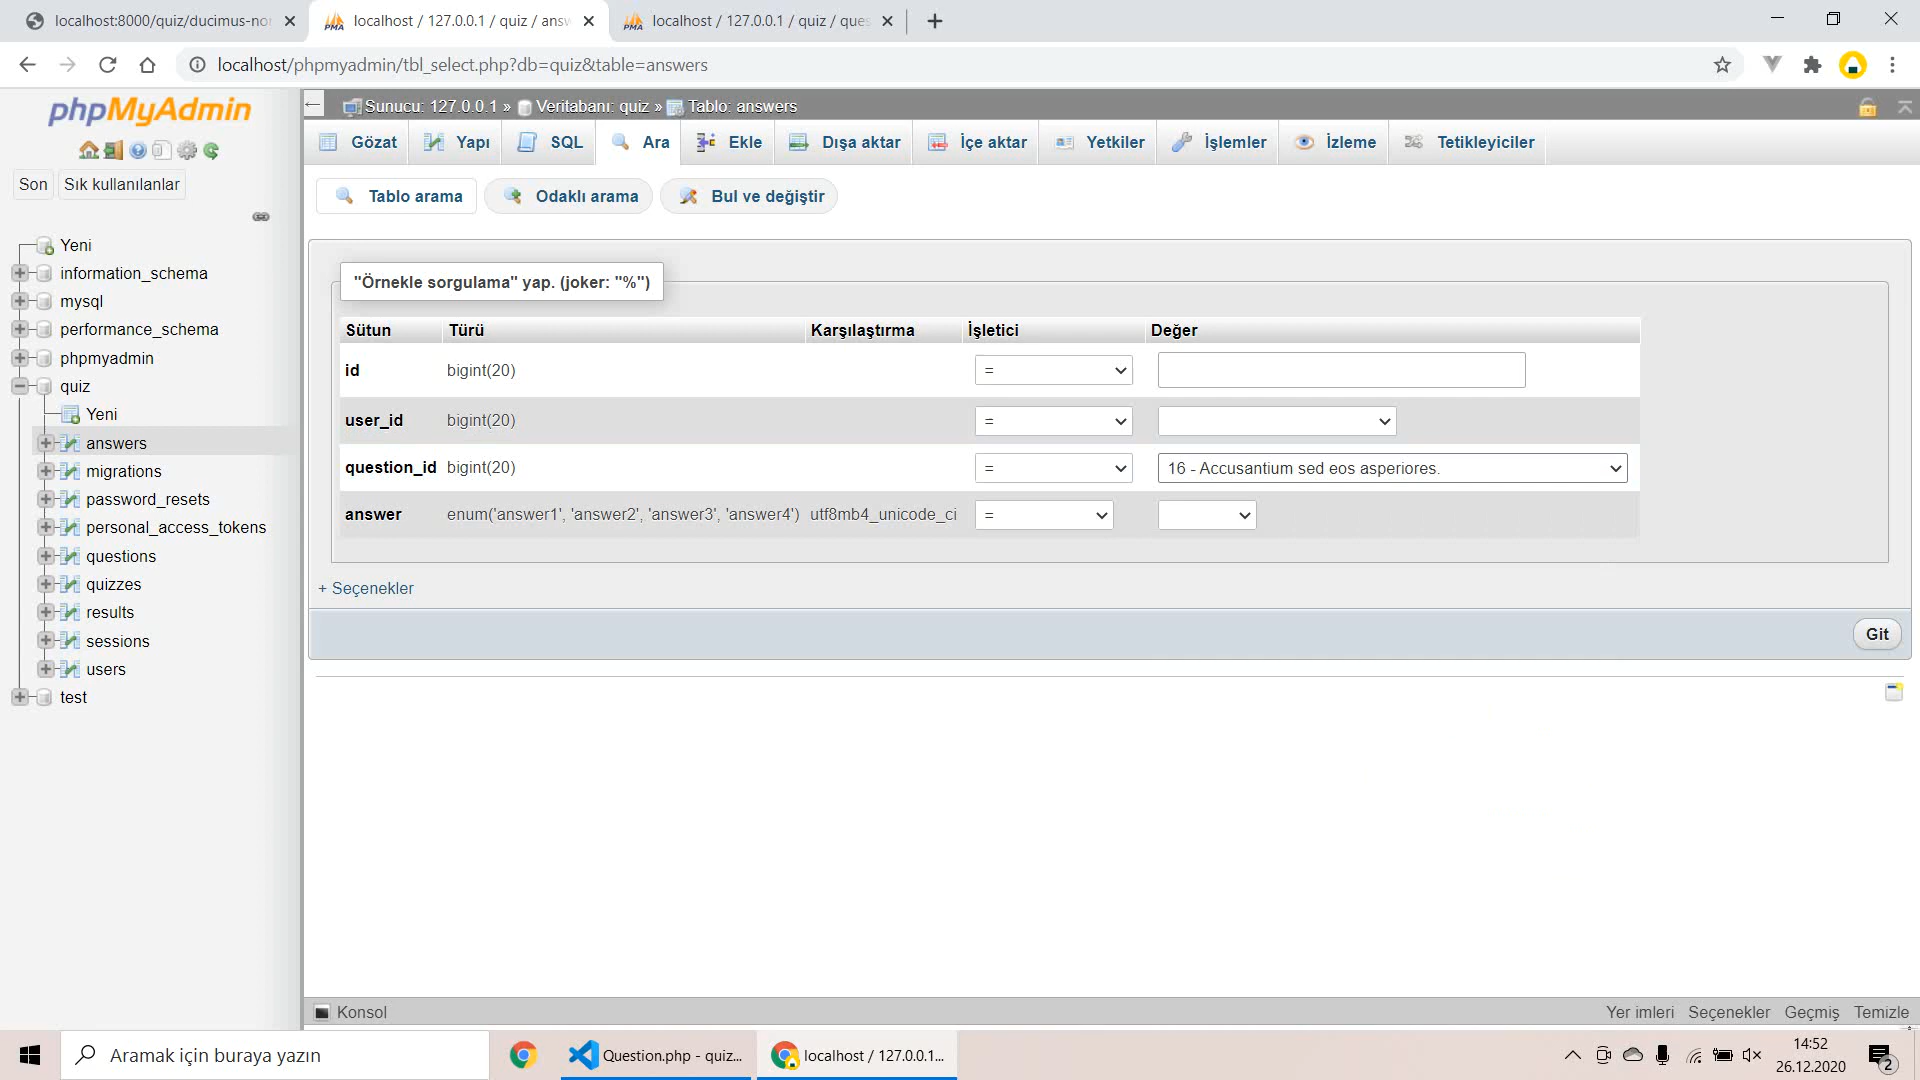 localhost:8000/quiz/ducimus-nor
localhost / 127.0.0.1 / quiz / answ
localhost / 127.0.0.1 / quiz / ques
localhost/phpmyadmin/tbl_select.php?db=quiz&table=answers
phpMyAdmin
Son
Sık kullanılanlar
Yeni
information_schema
mysql
performance_schema
phpmyadmin
quiz
Yeni
answers
migrations
password_resets
personal_access_tokens
questions
quizzes
results
sessions
users
test
Sunucu: 127.0.0.1 » Veritabanı: quiz » Tablo: answers
Gözat
Yapı
SQL
Ara
Ekle
Dışa aktar
İçe aktar
Yetkiler
İşlemler
İzleme
Tetikleyiciler
Tablo arama
Odaklı arama
Bul ve değiştir
"Örnekle sorgulama" yap. (joker: "%")
Sütun Türü Karşılaştırma İşletici Değer
id bigint(20) =
user_id bigint(20) =
question_id bigint(20) = 16 - Accusantium sed eos asperiores.
answer enum('answer1', 'answer2', 'answer3', 'answer4') utf8mb4_unicode_ci =
+ Seçenekler
Git
Konsol
Yer imleri Seçenekler Geçmiş Temizle
Aramak için buraya yazın
Question.php - quiz...
localhost / 127.0.0.1...
14:52
26.12.2020
2